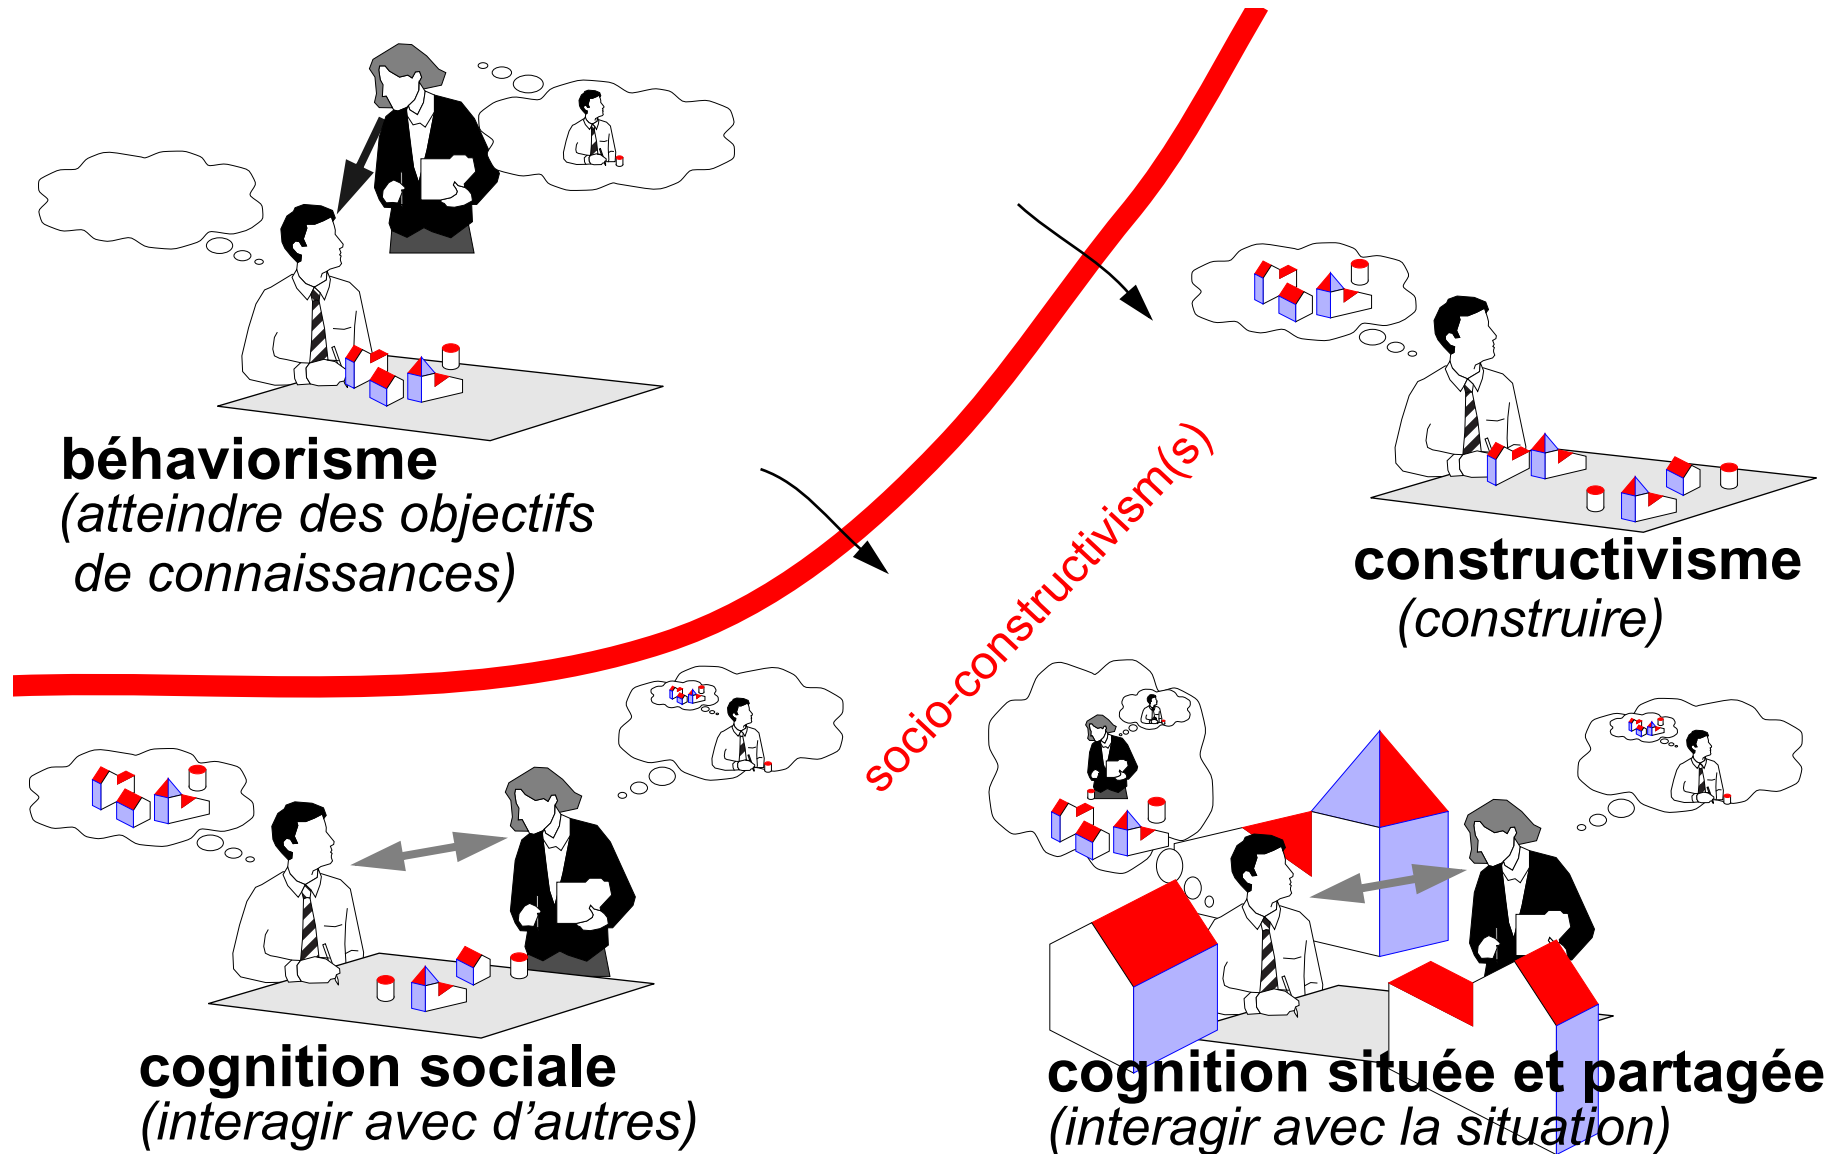 béhaviorisme
(atteindre des objectifs
de connaissances)
constructivisme
(construire)
socio-constructivism(s)
cognition sociale
(interagir avec d’autres)
cognition située et partagée
(interagir avec la situation)